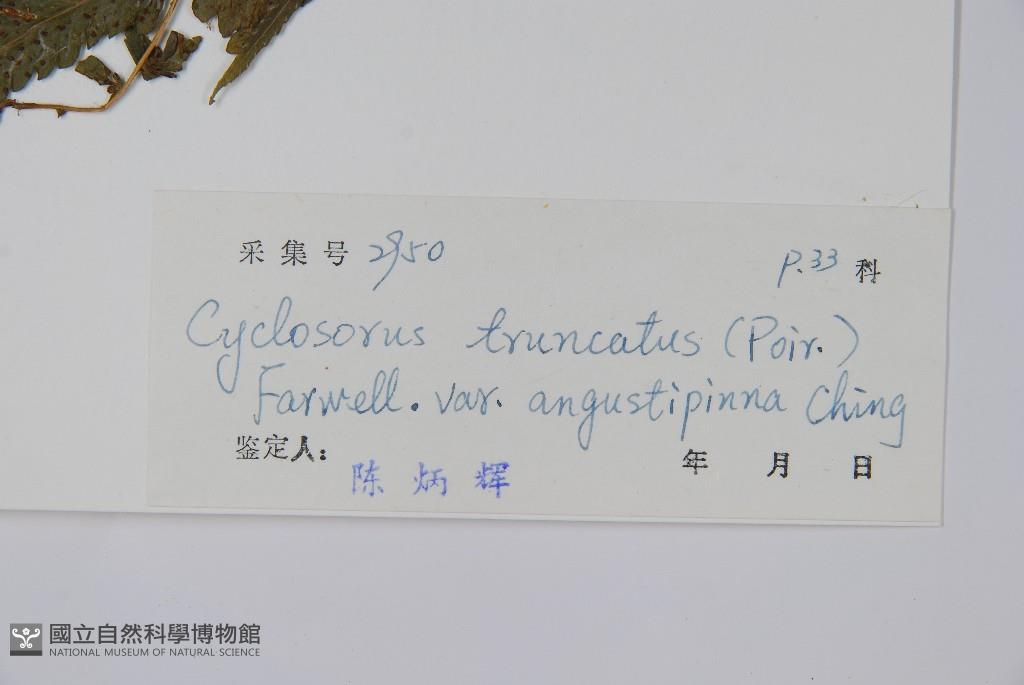 采集号 2950 P.33 科
Cyclosorus truncatus (Poir.)
Farwell. var. angustipinna Ching
鉴定人: 年 月 日
陈炳辉
國立自然科學博物館
NATIONAL MUSEUM OF NATURAL SCIENCE